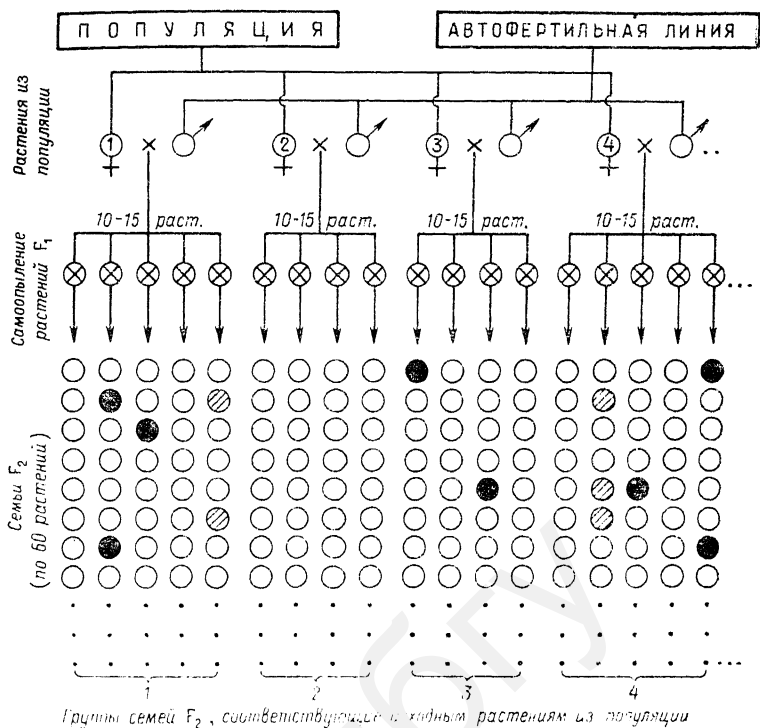 ПОПУЛЯЦИЯ
АВТОФЕРТИЛЬНАЯ ЛИНИЯ
Растения из
популяции
1 × 2 × 3 × 4 × ..
10-15 раст. 10-15 раст. 10-15 раст. 10-15 раст.
Самоопыление
растений F₁
...
Семьи F₂
(по 60 растений)
...
1 2 3 4
Группы семей F₂, соответствующие исходным растениям из популяции
бгу